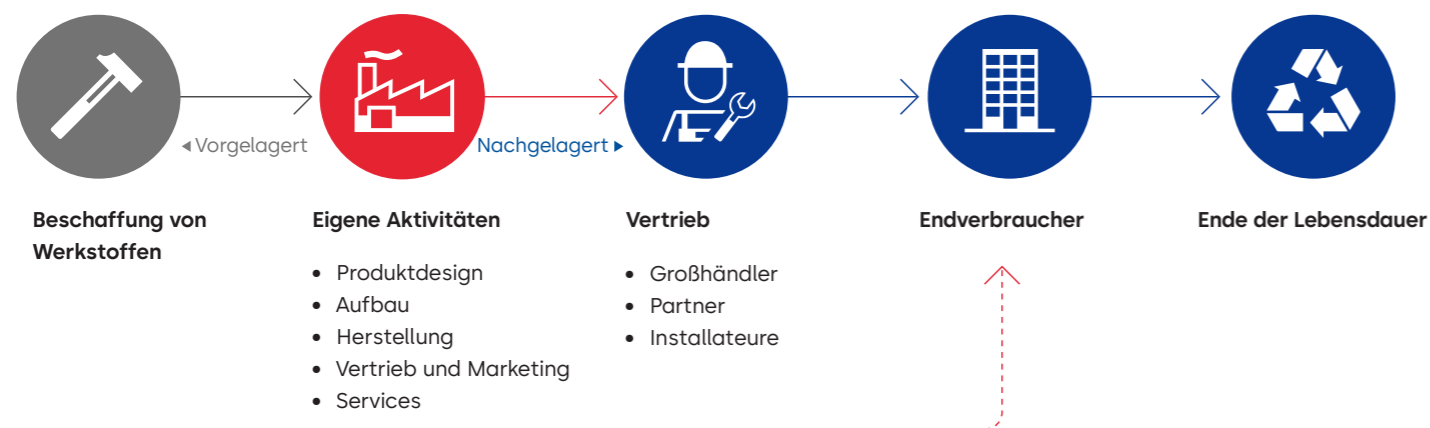 ◂ Vorgelagert
Nachgelagert ▸
Beschaffung von
Werkstoffen
Eigene Aktivitäten
• Produktdesign
• Aufbau
• Herstellung
• Vertrieb und Marketing
• Services
Vertrieb
• Großhändler
• Partner
• Installateure
Endverbraucher
Ende der Lebensdauer